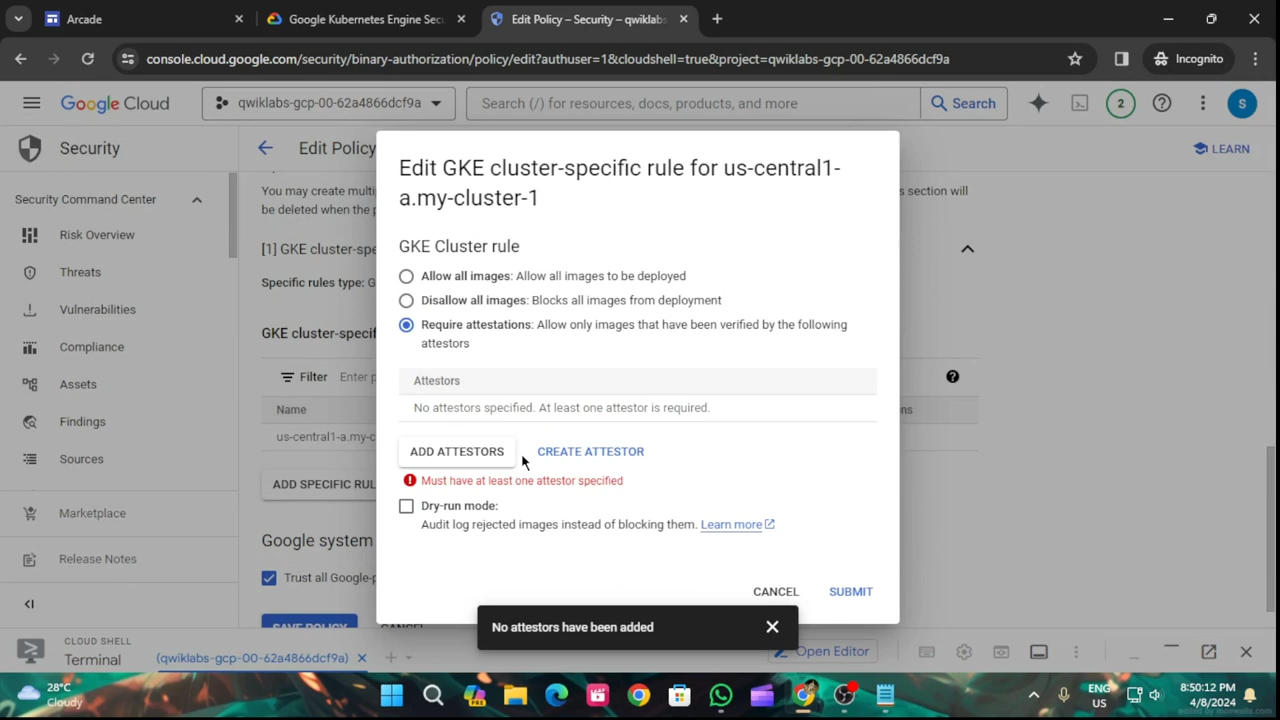 Arcade
Google Kubernetes Engine Secu
Edit Policy – Security – qwiklabs
console.cloud.google.com/security/binary-authorization/policy/edit?authuser=1&cloudshell=true&project=qwiklabs-gcp-00-62a4866dcf9a
Incognito
Google Cloud
qwiklabs-gcp-00-62a4866dcf9a
Search (/) for resources, docs, products, and more
Search
2
S
Security
Edit Policy
LEARN
Security Command Center
Risk Overview
Threats
Vulnerabilities
Compliance
Assets
Findings
Sources
Marketplace
Release Notes
You may create multi
s section will
be deleted when the p
[1] GKE cluster-spe
Specific rules type: G
GKE cluster-specif
Filter Enter p
Name
ons
us-central1-a.my-c
ADD SPECIFIC RUL
Google system
Trust all Google-p
SAVE POLICY
CANCEL
Edit GKE cluster-specific rule for us-central1-
a.my-cluster-1
GKE Cluster rule
Allow all images: Allow all images to be deployed
Disallow all images: Blocks all images from deployment
Require attestations: Allow only images that have been verified by the following
attestors
Attestors
No attestors specified. At least one attestor is required.
ADD ATTESTORS
CREATE ATTESTOR
Must have at least one attestor specified
Dry-run mode:
Audit log rejected images instead of blocking them. Learn more
CANCEL
SUBMIT
No attestors have been added
CLOUD SHELL
Terminal
(qwiklabs-gcp-00-62a4866dcf9a)
Open Editor
28°C
Cloudy
PRE
ENG
US
8:50:12 PM
4/8/2024